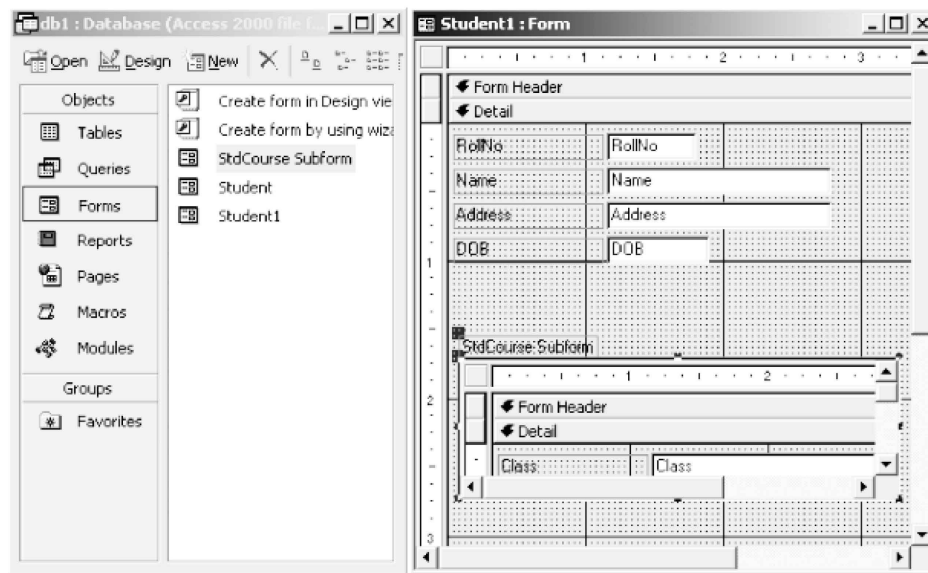 db1 : Database (Access 2000 file f...
Open Design New
Objects
Tables
Queries
Forms
Reports
Pages
Macros
Modules
Groups
Favorites
Create form in Design vie
Create form by using wiza
StdCourse Subform
Student
Student1
Student1 : Form
1 2 3
Form Header
Detail
RollNo RollNo
Name Name
Address Address
DOB DOB
1
StdCourse Subform
1 2
2
Form Header
Detail
Class Class
3